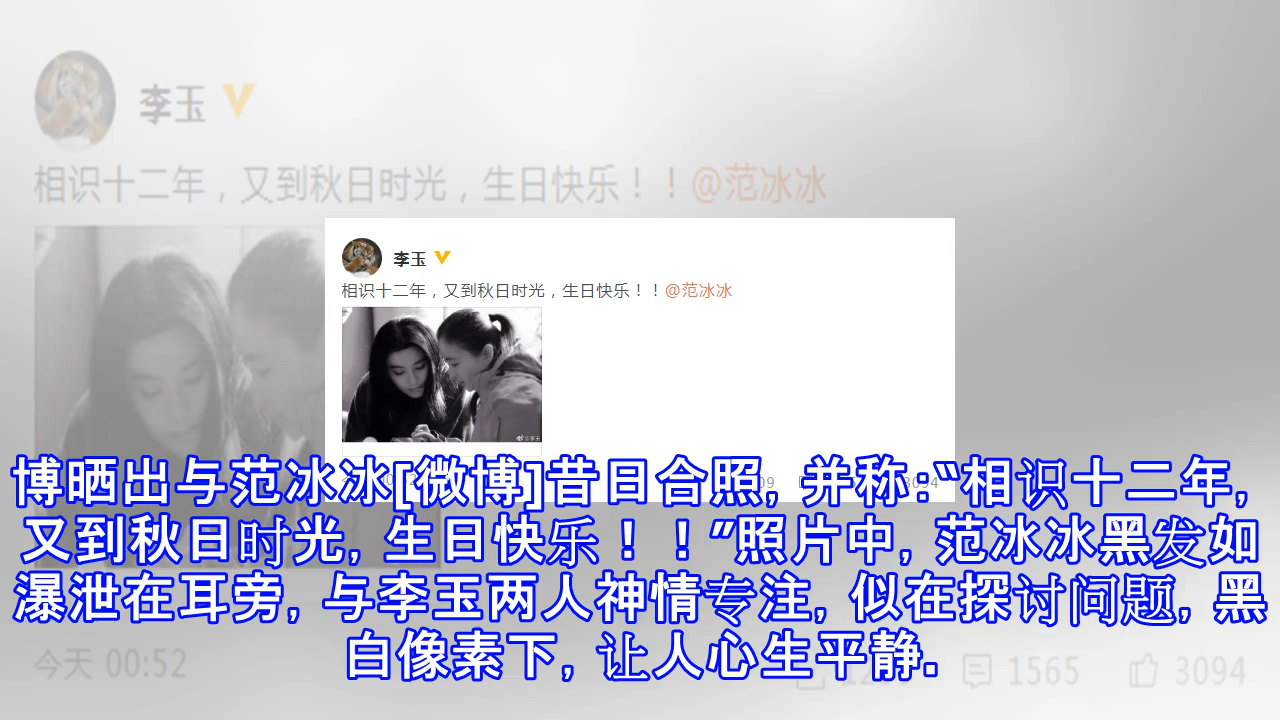 李玉
相识十二年，又到秋日时光，生日快乐！！@范冰冰
李玉
相识十二年，又到秋日时光，生日快乐！！@范冰冰
博晒出与范冰冰[微博]昔日合照, 并称:“相识十二年,
又到秋日时光, 生日快乐！！”照片中, 范冰冰黑发如
瀑泄在耳旁, 与李玉两人神情专注, 似在探讨问题, 黑
白像素下, 让人心生平静.
今天 00:52
1565
3094